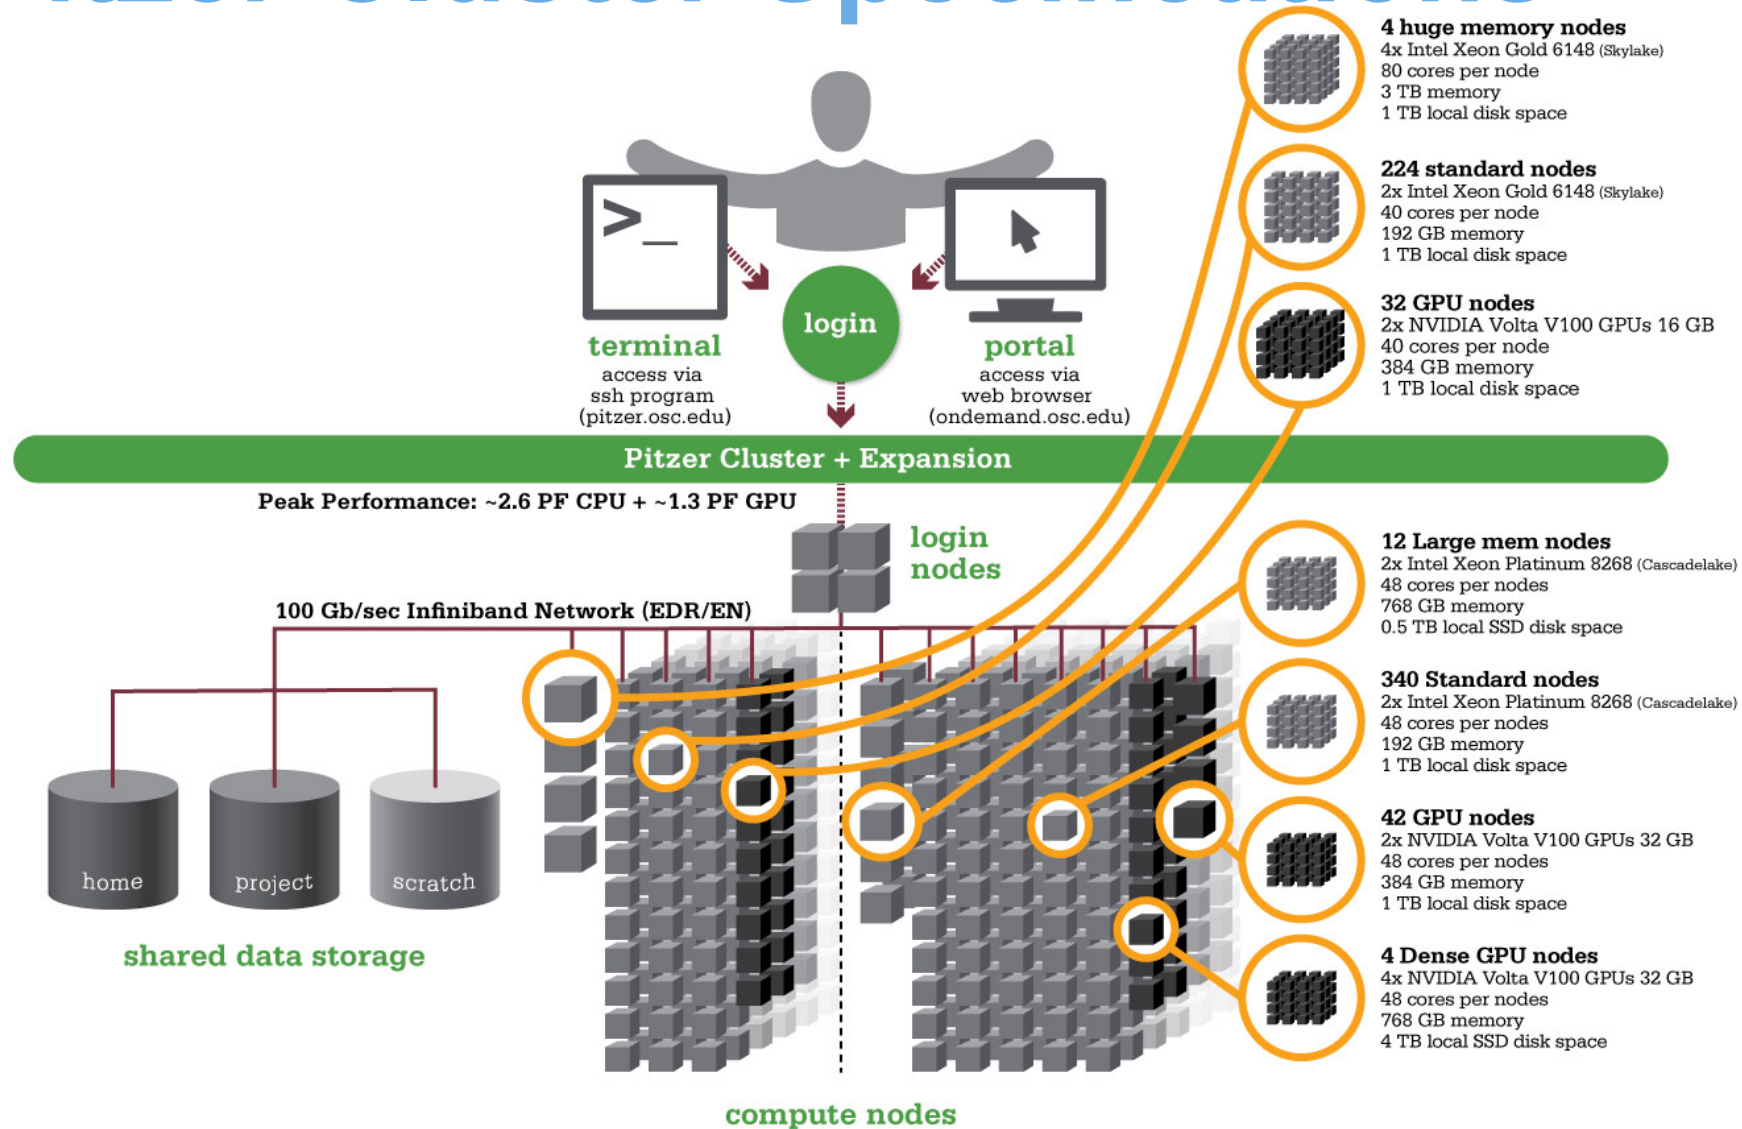 Cluster Specifications
4 huge memory nodes
4x Intel Xeon Gold 6148 (Skylake)
80 cores per node
3 TB memory
1 TB local disk space
224 standard nodes
2x Intel Xeon Gold 6148 (Skylake)
40 cores per node
192 GB memory
1 TB local disk space
32 GPU nodes
2x NVIDIA Volta V100 GPUs 16 GB
40 cores per node
384 GB memory
1 TB local disk space
>_
login
terminal
access via
ssh program
(pitzer.osc.edu)
portal
access via
web browser
(ondemand.osc.edu)
Pitzer Cluster + Expansion
Peak Performance: ~2.6 PF CPU + ~1.3 PF GPU
login
nodes
100 Gb/sec Infiniband Network (EDR/EN)
12 Large mem nodes
2x Intel Xeon Platinum 8268 (Cascadelake)
48 cores per nodes
768 GB memory
0.5 TB local SSD disk space
340 Standard nodes
2x Intel Xeon Platinum 8268 (Cascadelake)
48 cores per nodes
192 GB memory
1 TB local disk space
42 GPU nodes
2x NVIDIA Volta V100 GPUs 32 GB
48 cores per nodes
384 GB memory
1 TB local disk space
4 Dense GPU nodes
4x NVIDIA Volta V100 GPUs 32 GB
48 cores per nodes
768 GB memory
4 TB local SSD disk space
home
project
scratch
shared data storage
compute nodes